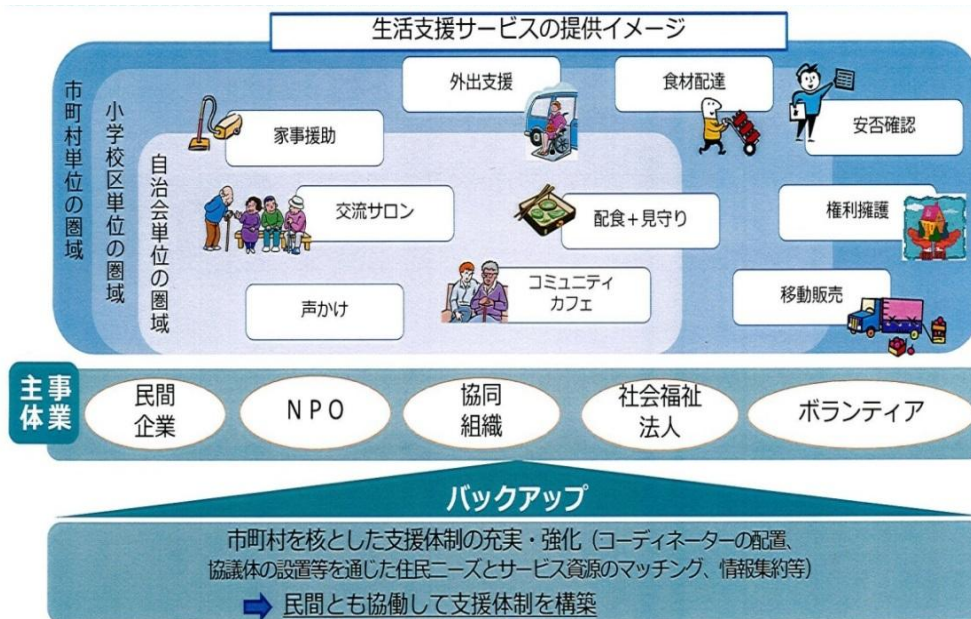 生活支援サービスの提供イメージ
市町村単位の圏域
小学校区単位の圏域
自治会単位の圏域
外出支援
食材配達
安否確認
家事援助
交流サロン
配食+見守り
権利擁護
声かけ
コミュニティ
カフェ
移動販売
事業
主体
民間
企業
NPO
協同
組織
社会福祉
法人
ボランティア
バックアップ
市町村を核とした支援体制の充実・強化(コーディネーターの配置、
協議体の設置等を通じた住民ニーズとサービス資源のマッチング、情報集約等)
民間とも協働して支援体制を構築